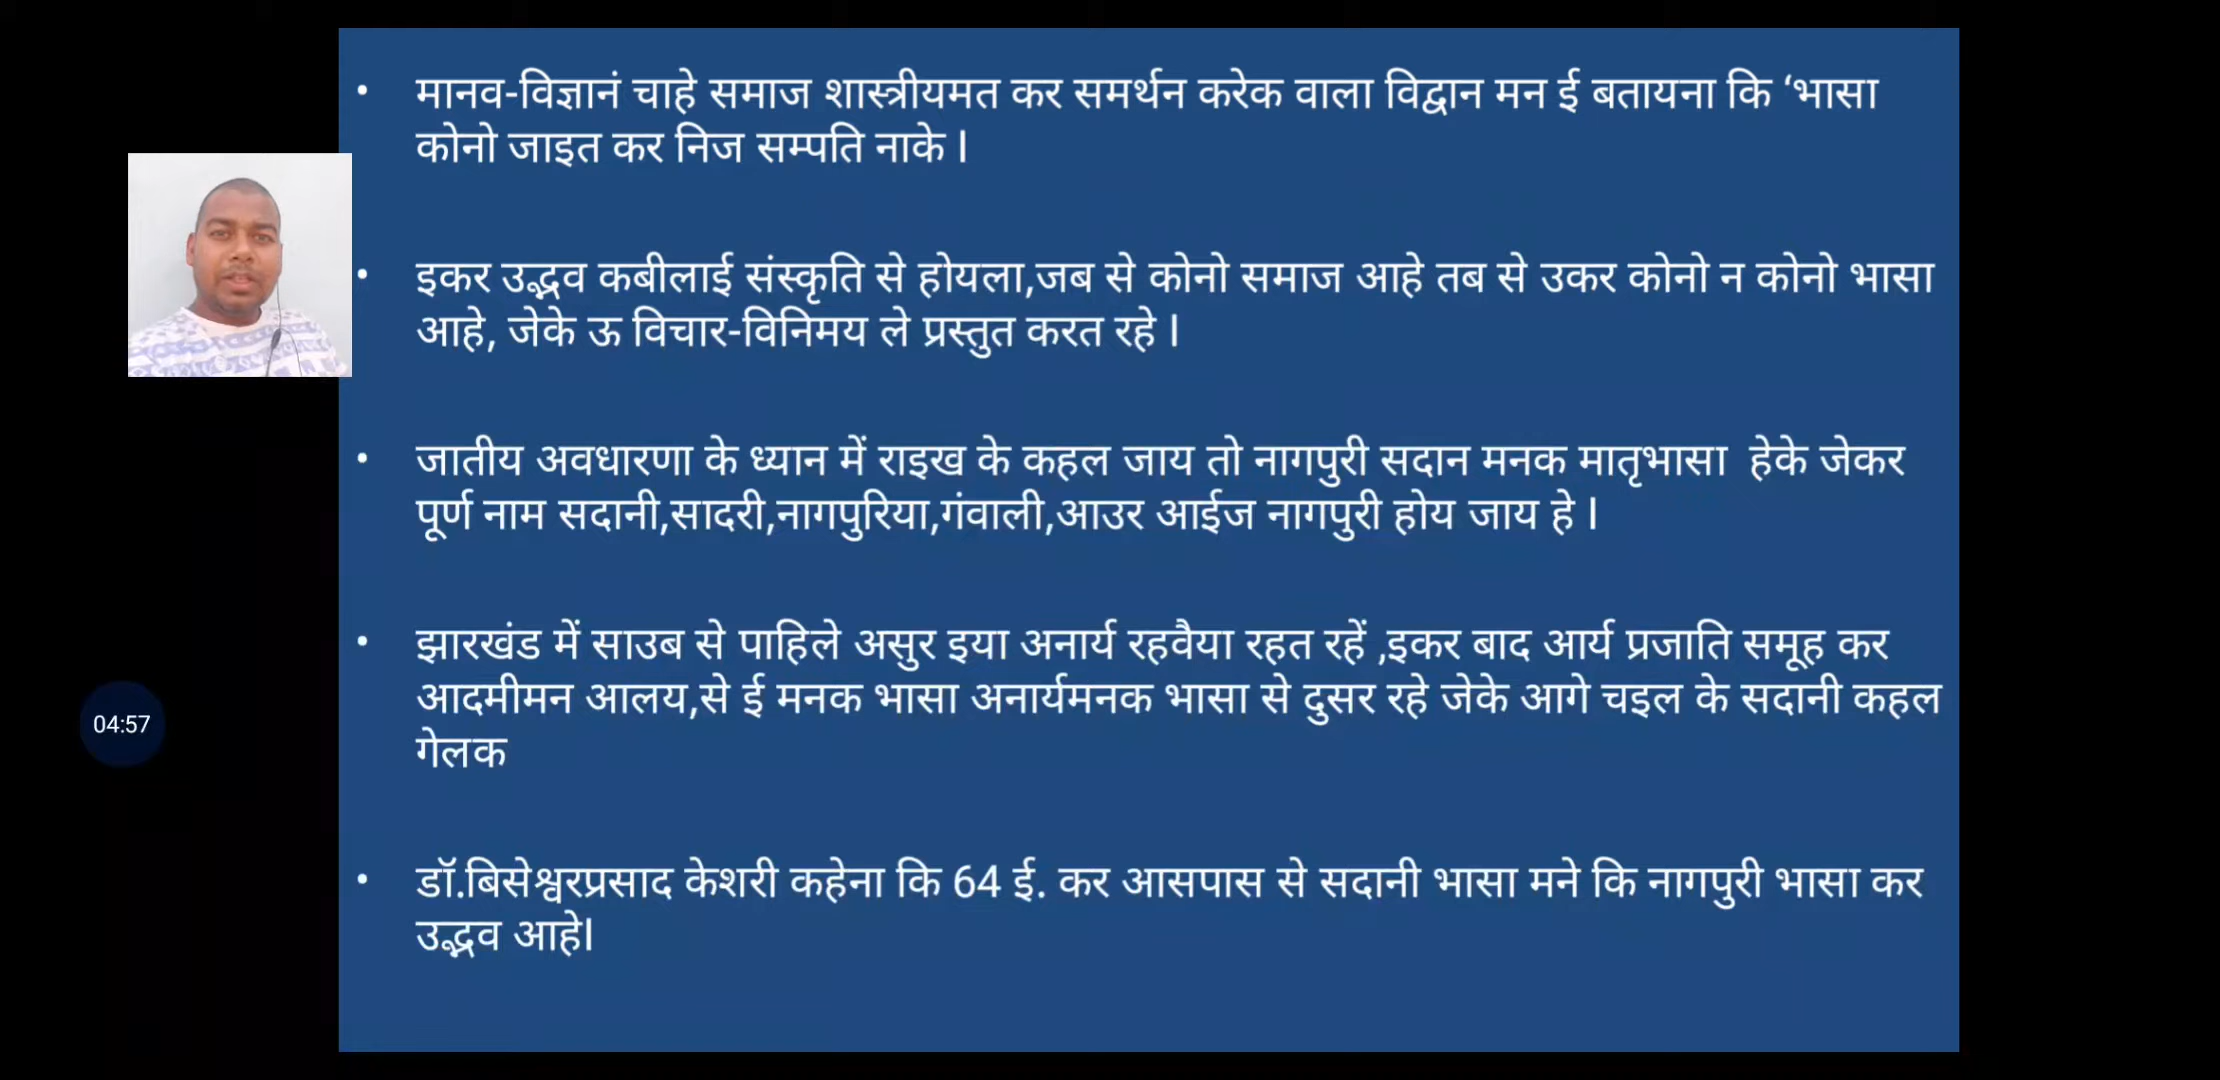 • मानव-विज्ञानं चाहे समाज शास्त्रीयमत कर समर्थन करेक वाला विद्वान मन ई बतायना कि ‘भासा
कोनो जाइत कर निज सम्पति नाके l
• इकर उद्भव कबीलाई संस्कृति से होयला,जब से कोनो समाज आहे तब से उकर कोनो न कोनो भासा
आहे, जेके ऊ विचार-विनिमय ले प्रस्तुत करत रहे l
• जातीय अवधारणा के ध्यान में राइख के कहल जाय तो नागपुरी सदान मनक मातृभासा  हेके जेकर
पूर्ण नाम सदानी,सादरी,नागपुरिया,गंवाली,आउर आईज नागपुरी होय जाय हे l
• झारखंड में साउब से पाहिले असुर इया अनार्य रहवैया रहत रहें ,इकर बाद आर्य प्रजाति समूह कर
आदमीमन आलय,से ई मनक भासा अनार्यमनक भासा से दुसर रहे जेके आगे चइल के सदानी कहल
गेलक
• डॉ.बिसेश्वरप्रसाद केशरी कहेना कि 64 ई. कर आसपास से सदानी भासा मने कि नागपुरी भासा कर
उद्भव आहेl
04:57